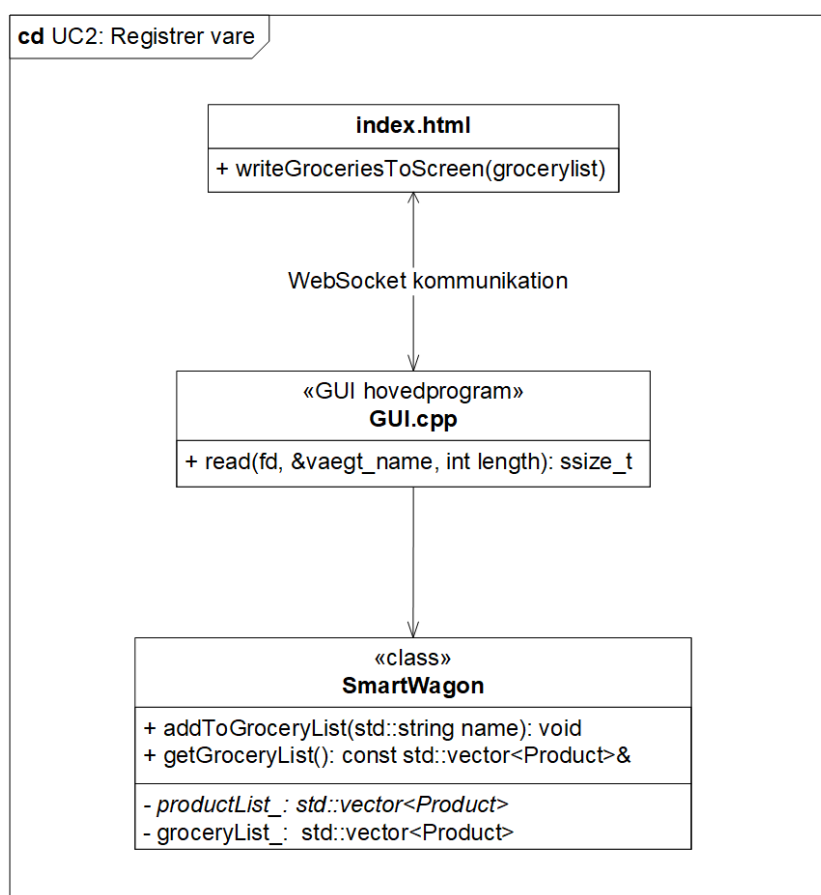 cd UC2: Registrer vare
index.html
+ writeGroceriesToScreen(grocerylist)
WebSocket kommunikation
«GUI hovedprogram»
GUI.cpp
+ read(fd, &vaegt_name, int length): ssize_t
«class»
SmartWagon
+ addToGroceryList(std::string name): void
+ getGroceryList(): const std::vector<Product>&
- productList_: std::vector<Product>
- groceryList_: std::vector<Product>